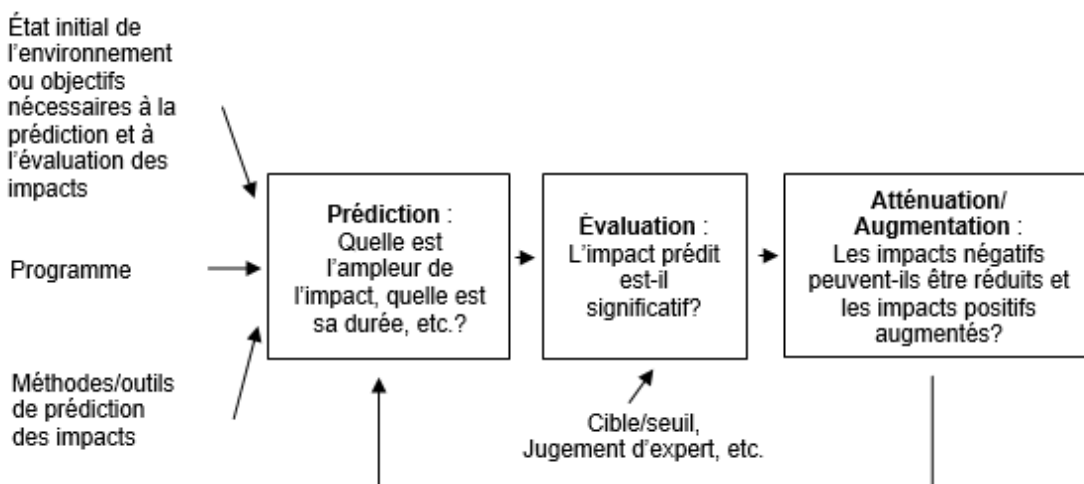 État initial de
l'environnement
ou objectifs
nécessaires à la
prédiction et à
l'évaluation des
impacts
Programme
Méthodes/outils
de prédiction
des impacts
Prédiction :
Quelle est
l'ampleur de
l'impact, quelle est
sa durée, etc.?
Évaluation :
L'impact prédit
est-il
significatif?
Cible/seuil,
Jugement d'expert, etc.
Atténuation/
Augmentation :
Les impacts négatifs
peuvent-ils être réduits et
les impacts positifs
augmentés?